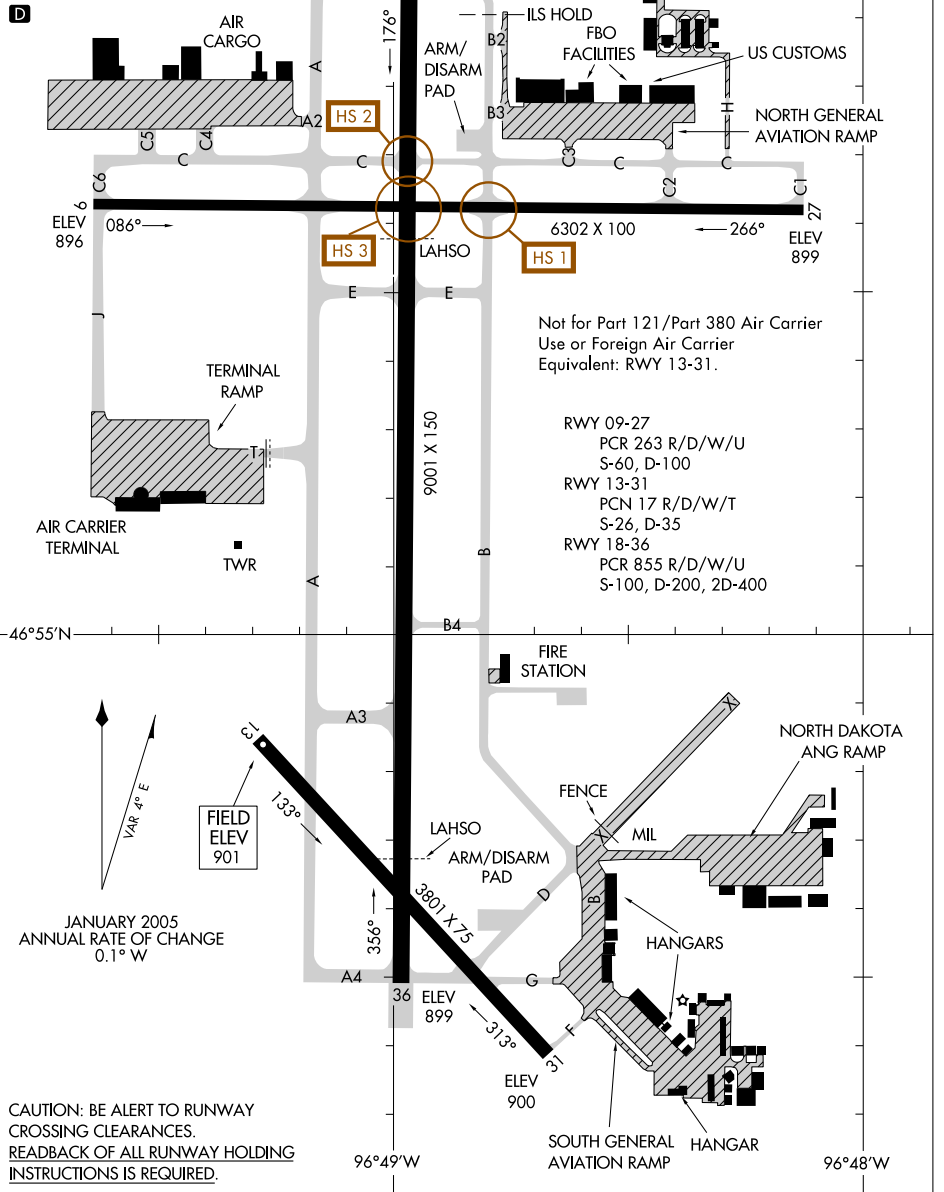 D
AIR
CARGO
A
176°
ILS HOLD
B2
FBO
FACILITIES
US CUSTOMS
ARM/
DISARM
PAD
HS 2
A2
B3
H
NORTH GENERAL
AVIATION RAMP
C5
C4
C
C
C3
C
C
C6
C2
C1
9
ELEV
896
086°
6302 X 100
266°
27
ELEV
899
HS 3
LAHSO
HS 1
E
E
J
Not for Part 121/Part 380 Air Carrier
Use or Foreign Air Carrier
Equivalent: RWY 13-31.
TERMINAL
RAMP
T
9001 X 150
RWY 09-27
PCR 263 R/D/W/U
S-60, D-100
RWY 13-31
PCN 17 R/D/W/T
S-26, D-35
RWY 18-36
PCR 855 R/D/W/U
S-100, D-200, 2D-400
AIR CARRIER
TERMINAL
TWR
A
B
B4
46°55'N
FIRE
STATION
A3
X
NORTH DAKOTA
ANG RAMP
VAR 4° E
13
133°
FIELD
ELEV
901
FENCE
X
MIL
LAHSO
ARM/DISARM
PAD
D
B
3801 X 75
JANUARY 2005
ANNUAL RATE OF CHANGE
0.1° W
356°
HANGARS
A4
G
36
ELEV
899
313°
F
31
ELEV
900
CAUTION: BE ALERT TO RUNWAY
CROSSING CLEARANCES.
READBACK OF ALL RUNWAY HOLDING
INSTRUCTIONS IS REQUIRED.
SOUTH GENERAL
AVIATION RAMP
HANGAR
96°49'W
96°48'W